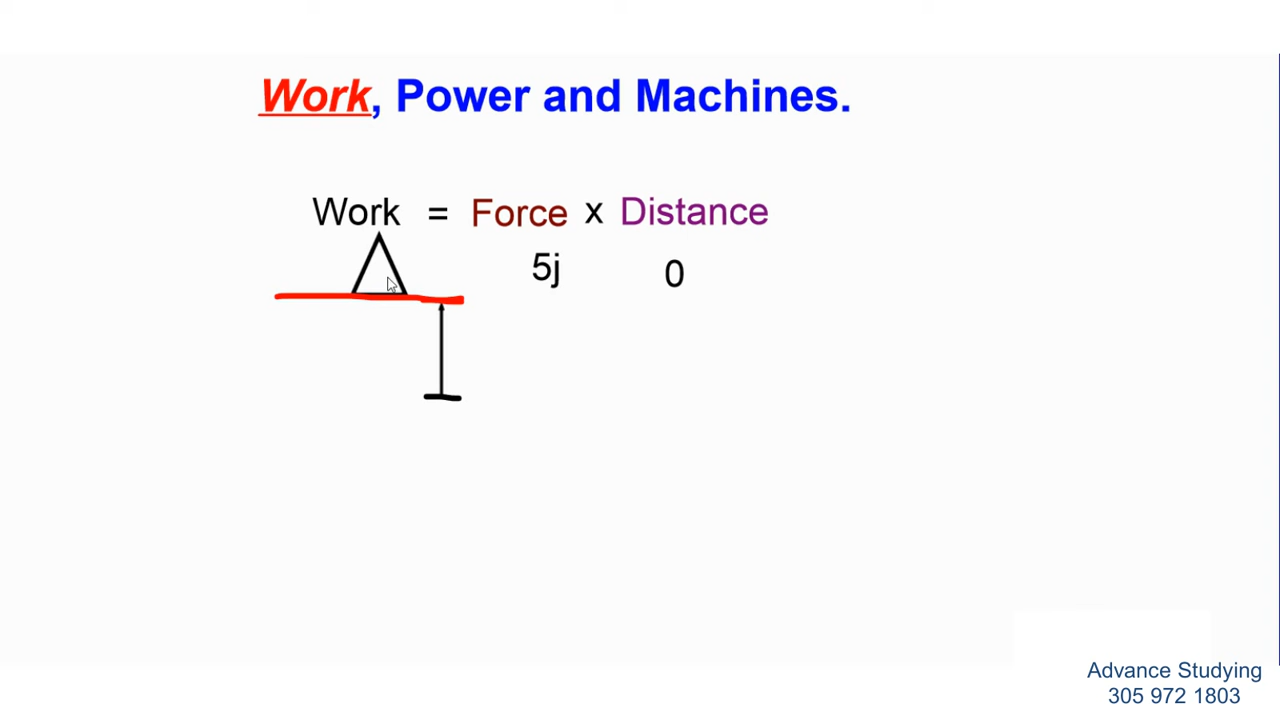 Work, Power and Machines.
Work = Force x Distance
5j 0
Advance Studying
305 972 1803